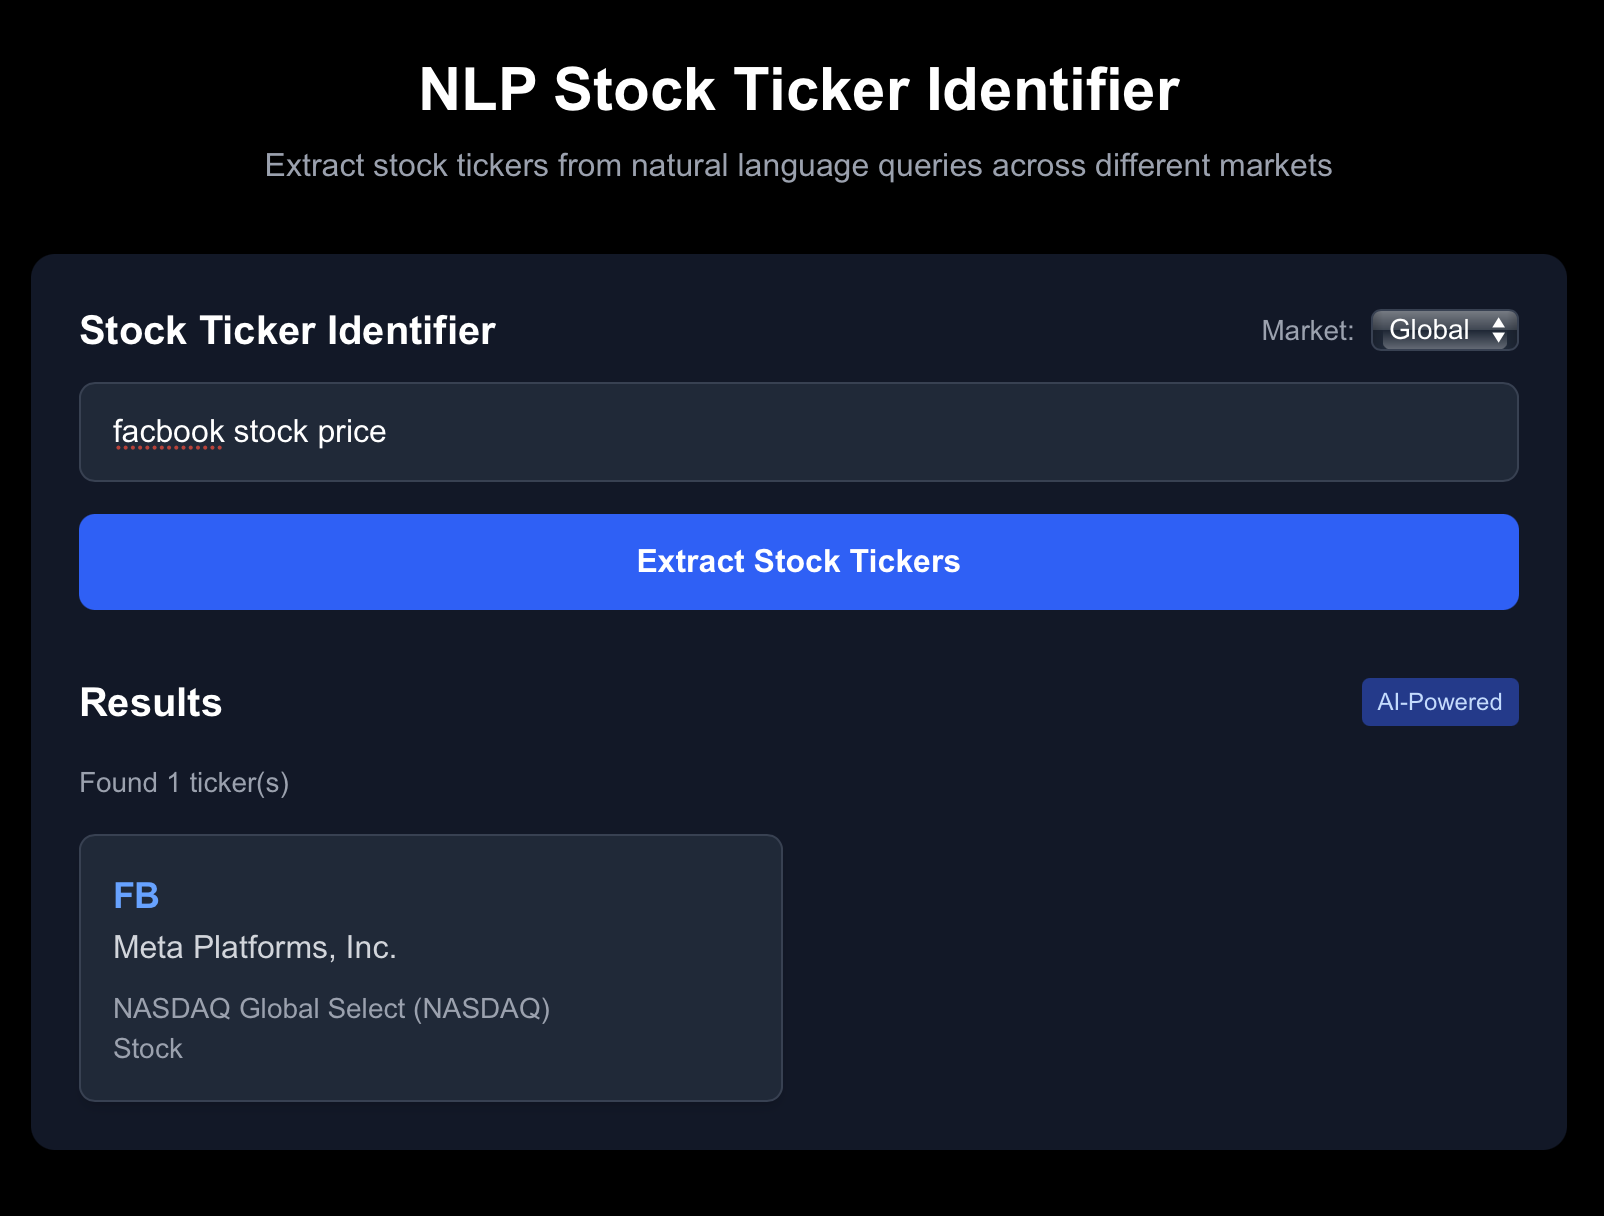 NLP Stock Ticker Identifier
Extract stock tickers from natural language queries across different markets
Stock Ticker Identifier
Market: Global
facbook stock price
Extract Stock Tickers
Results
AI-Powered
Found 1 ticker(s)
FB
Meta Platforms, Inc.
NASDAQ Global Select (NASDAQ)
Stock